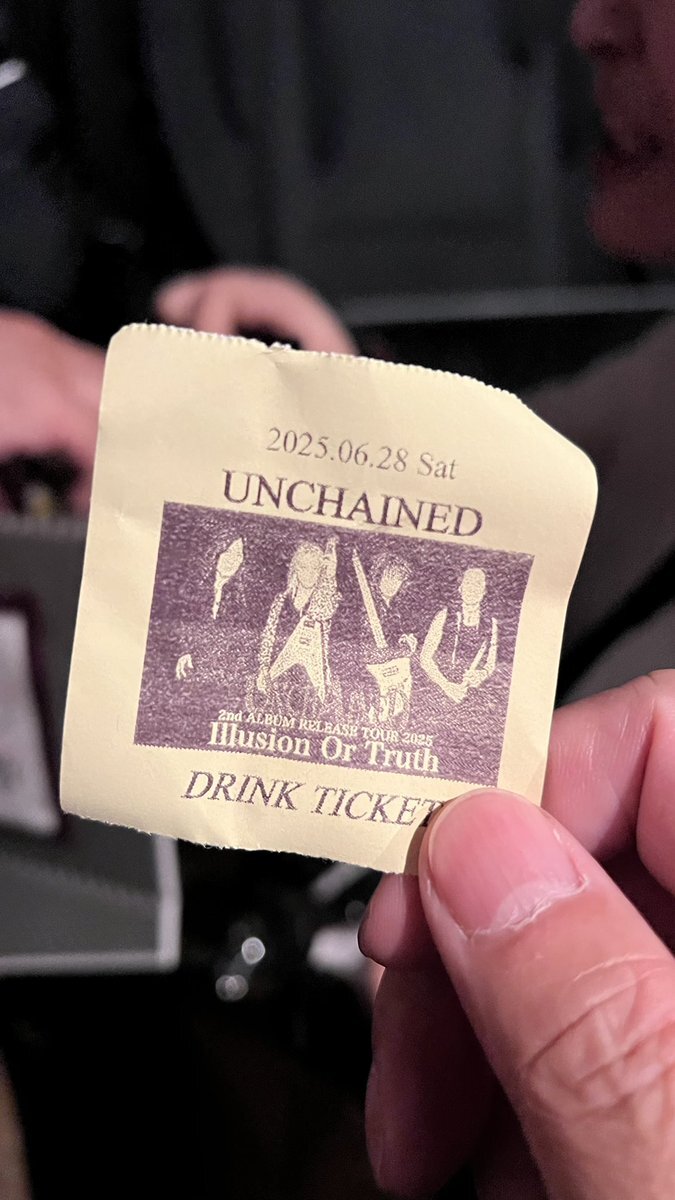 2025.06.28 Sat
UNCHAINED
2nd ALBUM RELEASE TOUR 2025
Illusion Or Truth
DRINK TICKET